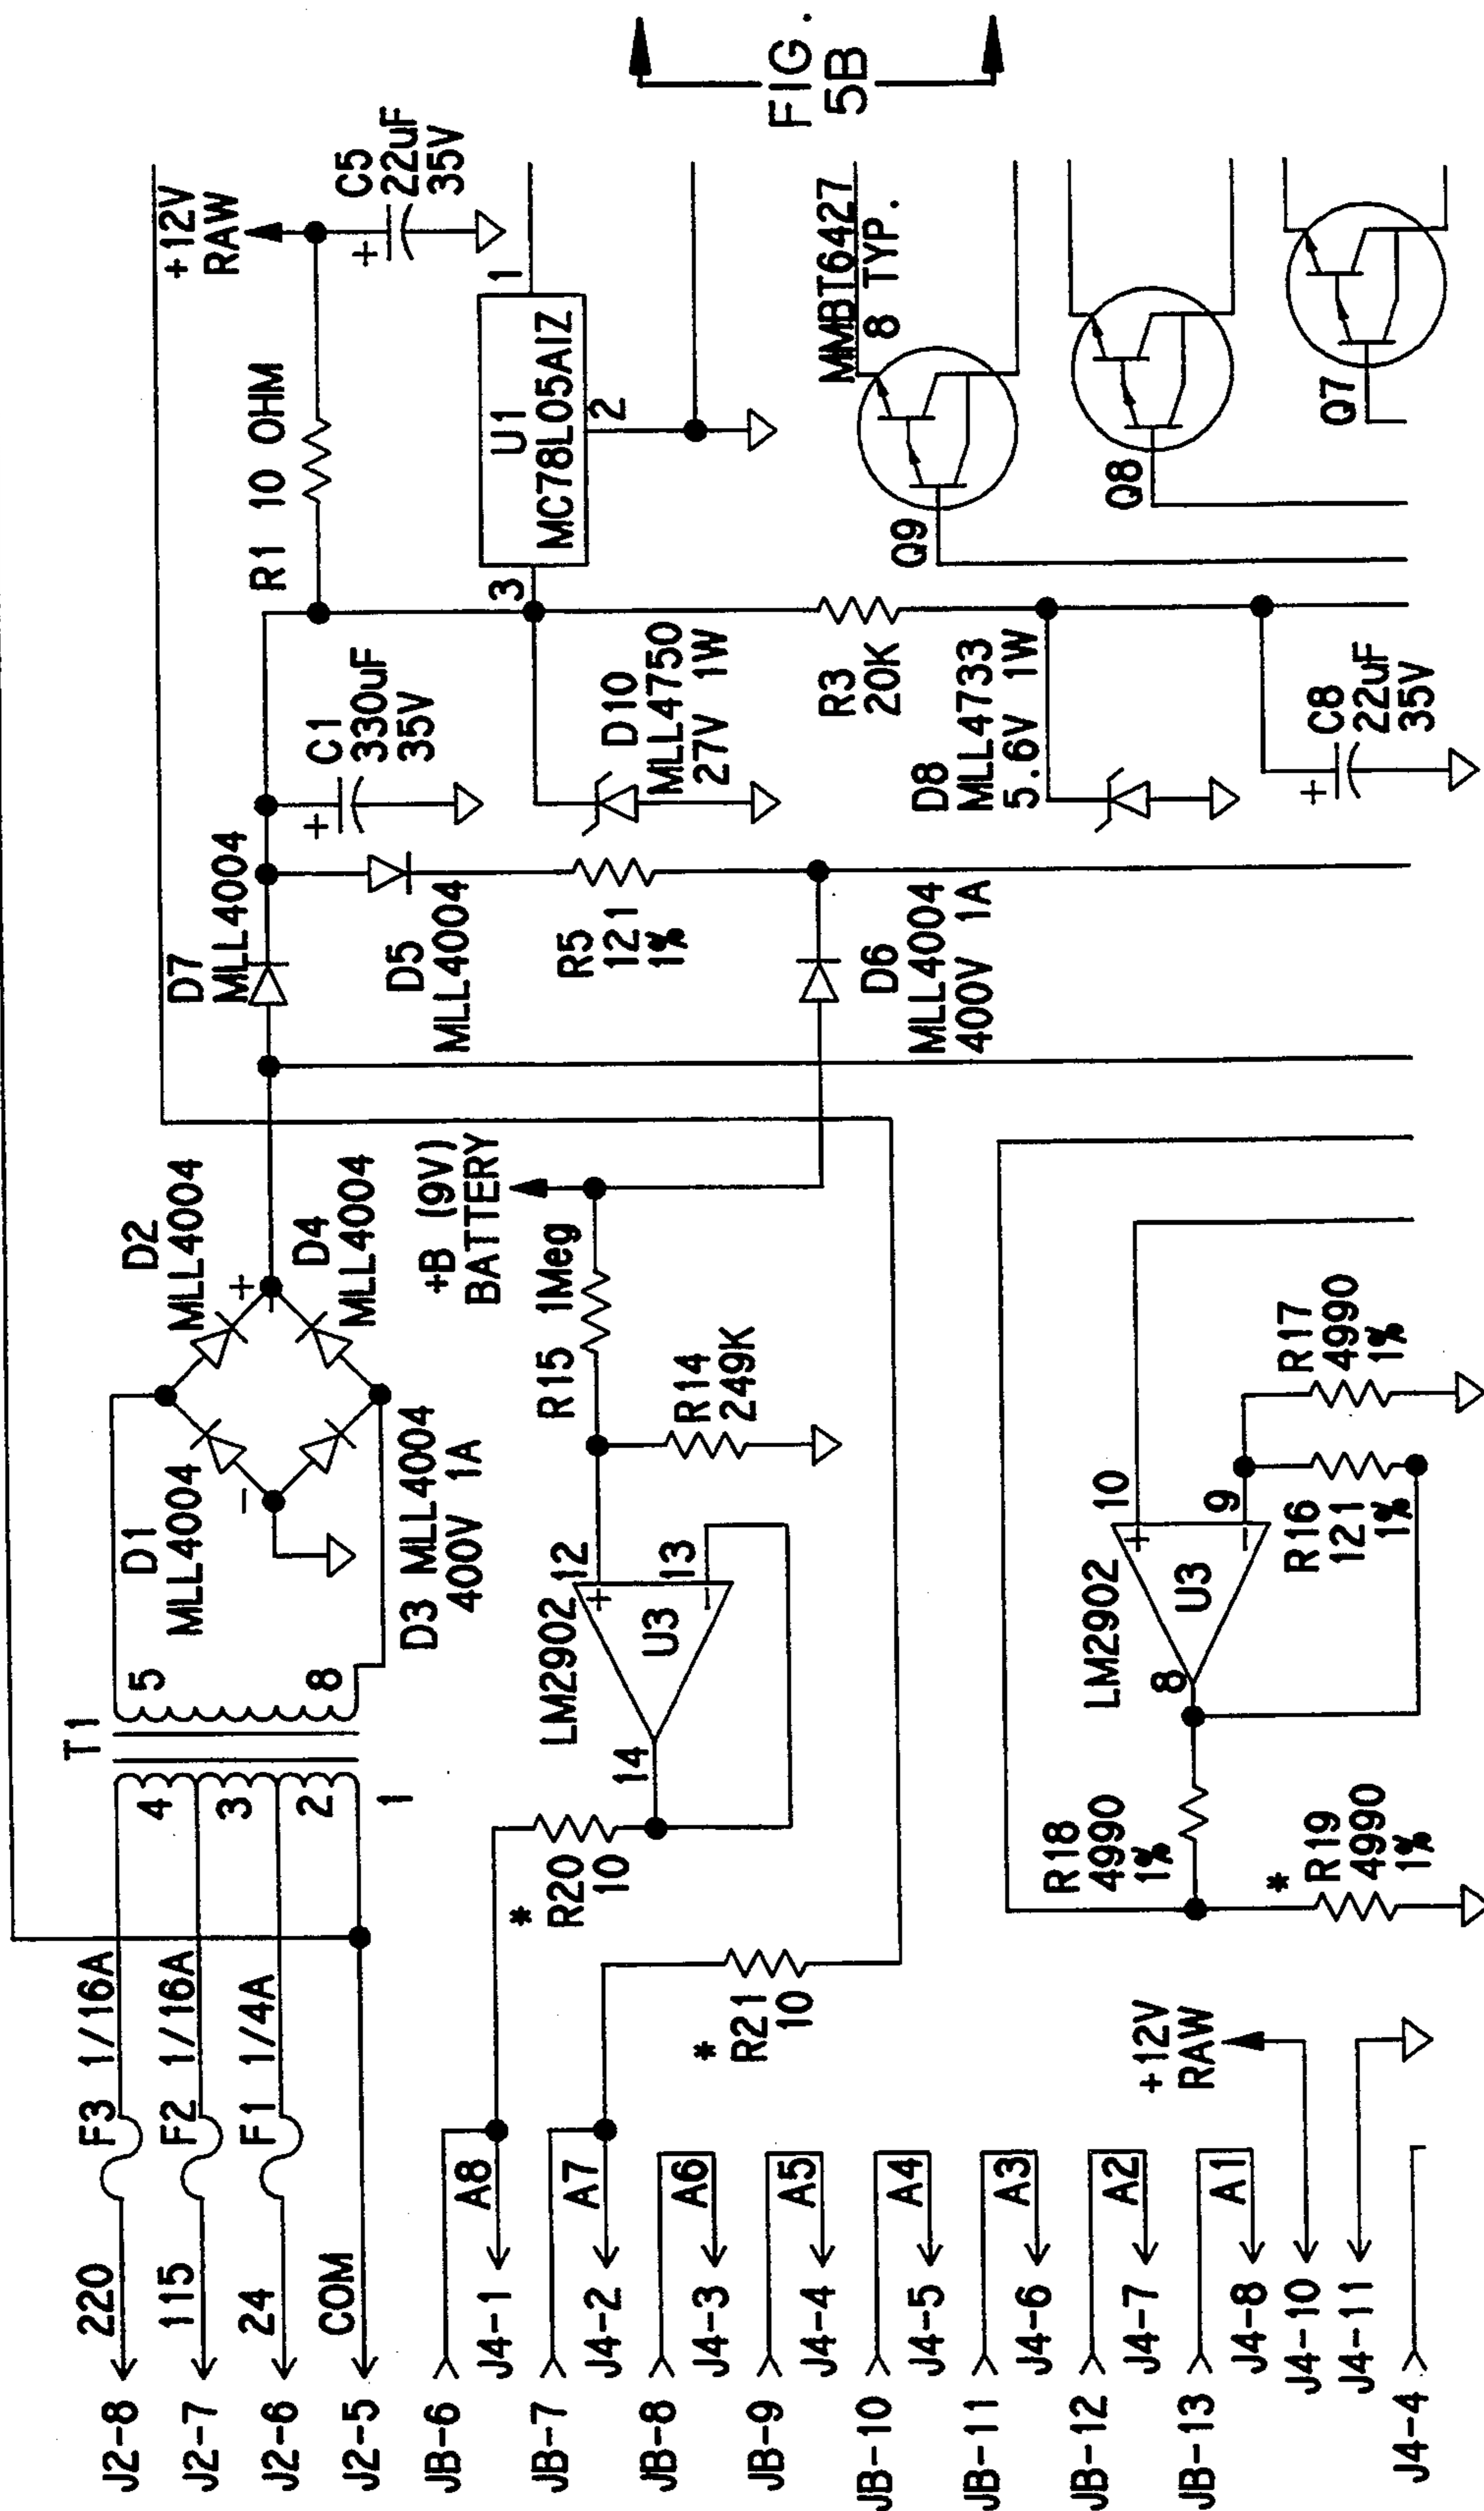 J2-8
220
F3 1/16A
J2-7
115
F2 1/16A
J2-6
24
F1 1/4A
J2-5
COM
T1
4
3
2
1
5
8
D1
MLL4004
D2
MLL4004
+
−
D4
MLL4004
D3 MLL4004
400V 1A
D7
MLL4004
D5
MLL4004
C1
330uF
35V
+
R1 10 OHM
+12V
RAW
C5
22uF
35V
+
3
U1
MC78L05AIZ
1
2
D10
MLL4750
27V 1W
R5
121
1%
+B (9V)
BATTERY
R15 1Meg
R14
249K
LM2902
12
+
13
−
U3
14
*
R20
10
D6
MLL4004
400V 1A
R3
20K
D8
MLL4733
5.6V 1W
C8
22uF
35V
+
MMBT6427
8 TYP.
Q9
Q8
Q7
FIG.
5B
JB-6
J4-1
A8
JB-7
J4-2
A7
*
R21
10
JB-8
J4-3
A6
JB-9
J4-4
A5
JB-10
J4-5
A4
JB-11
J4-6
A3
JB-12
J4-7
A2
JB-13
J4-8
A1
J4-10
J4-11
J4-4
+12V
RAW
R18
4990
1%
*
R19
4990
1%
LM2902
10
+
9
−
U3
8
R16
121
1%
R17
4990
1%